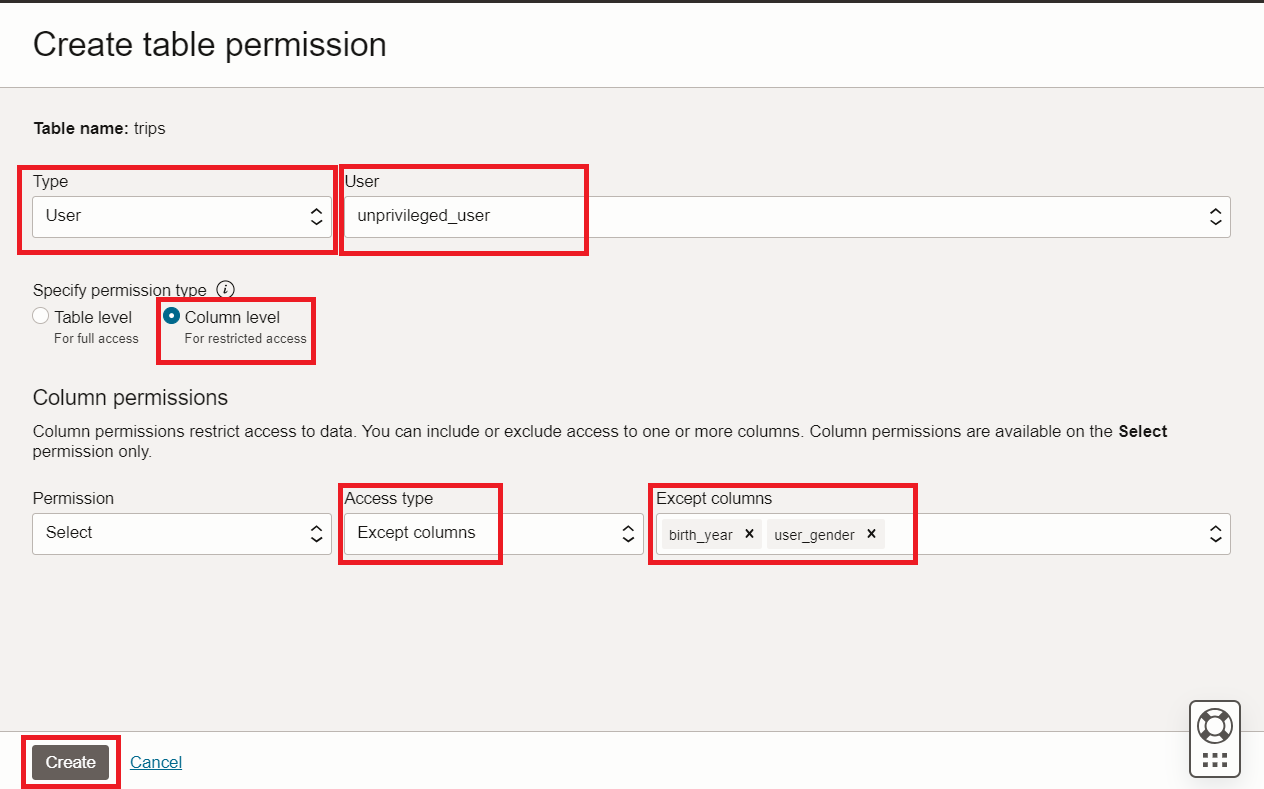 Create table permission
Table name: trips
Type
User
User
unprivileged_user
Specify permission type i
Table level
For full access
Column level
For restricted access
Column permissions
Column permissions restrict access to data. You can include or exclude access to one or more columns. Column permissions are available on the Select
permission only.
Permission
Select
Access type
Except columns
Except columns
birth_year × user_gender ×
Create Cancel